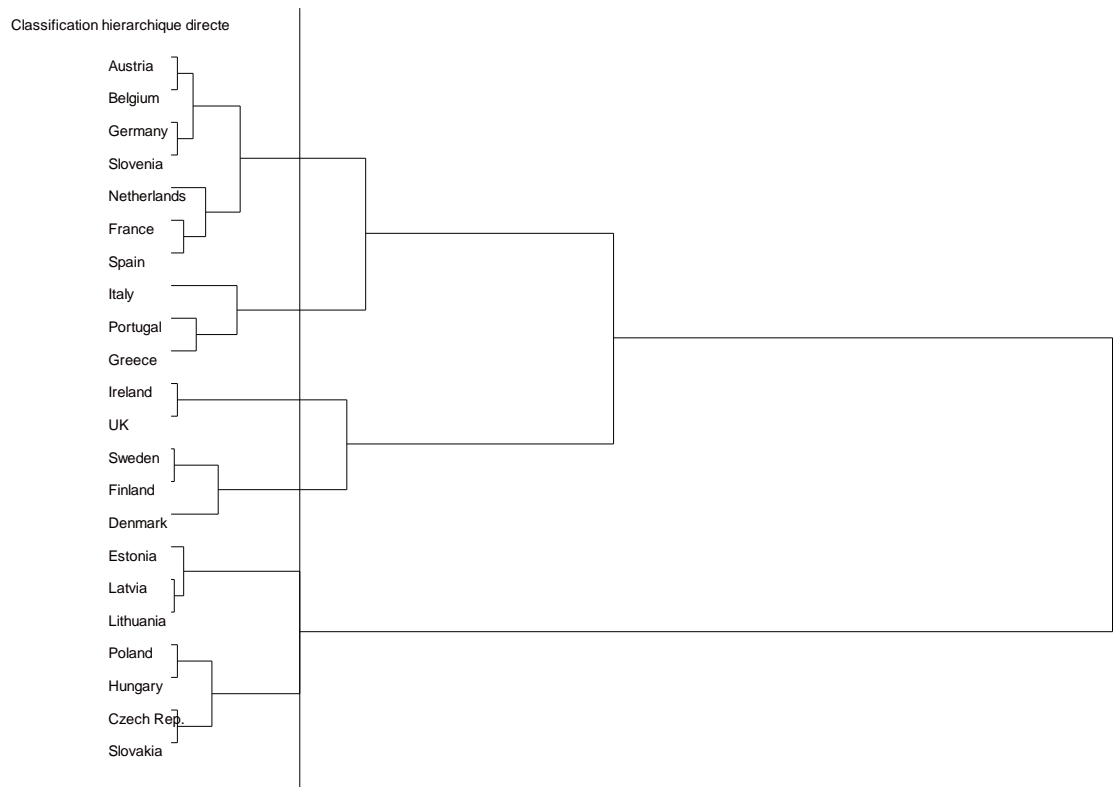 Classification hierarchique directe
Austria
Belgium
Germany
Slovenia
Netherlands
France
Spain
Italy
Portugal
Greece
Ireland
UK
Sweden
Finland
Denmark
Estonia
Latvia
Lithuania
Poland
Hungary
Czech Rep.
Slovakia